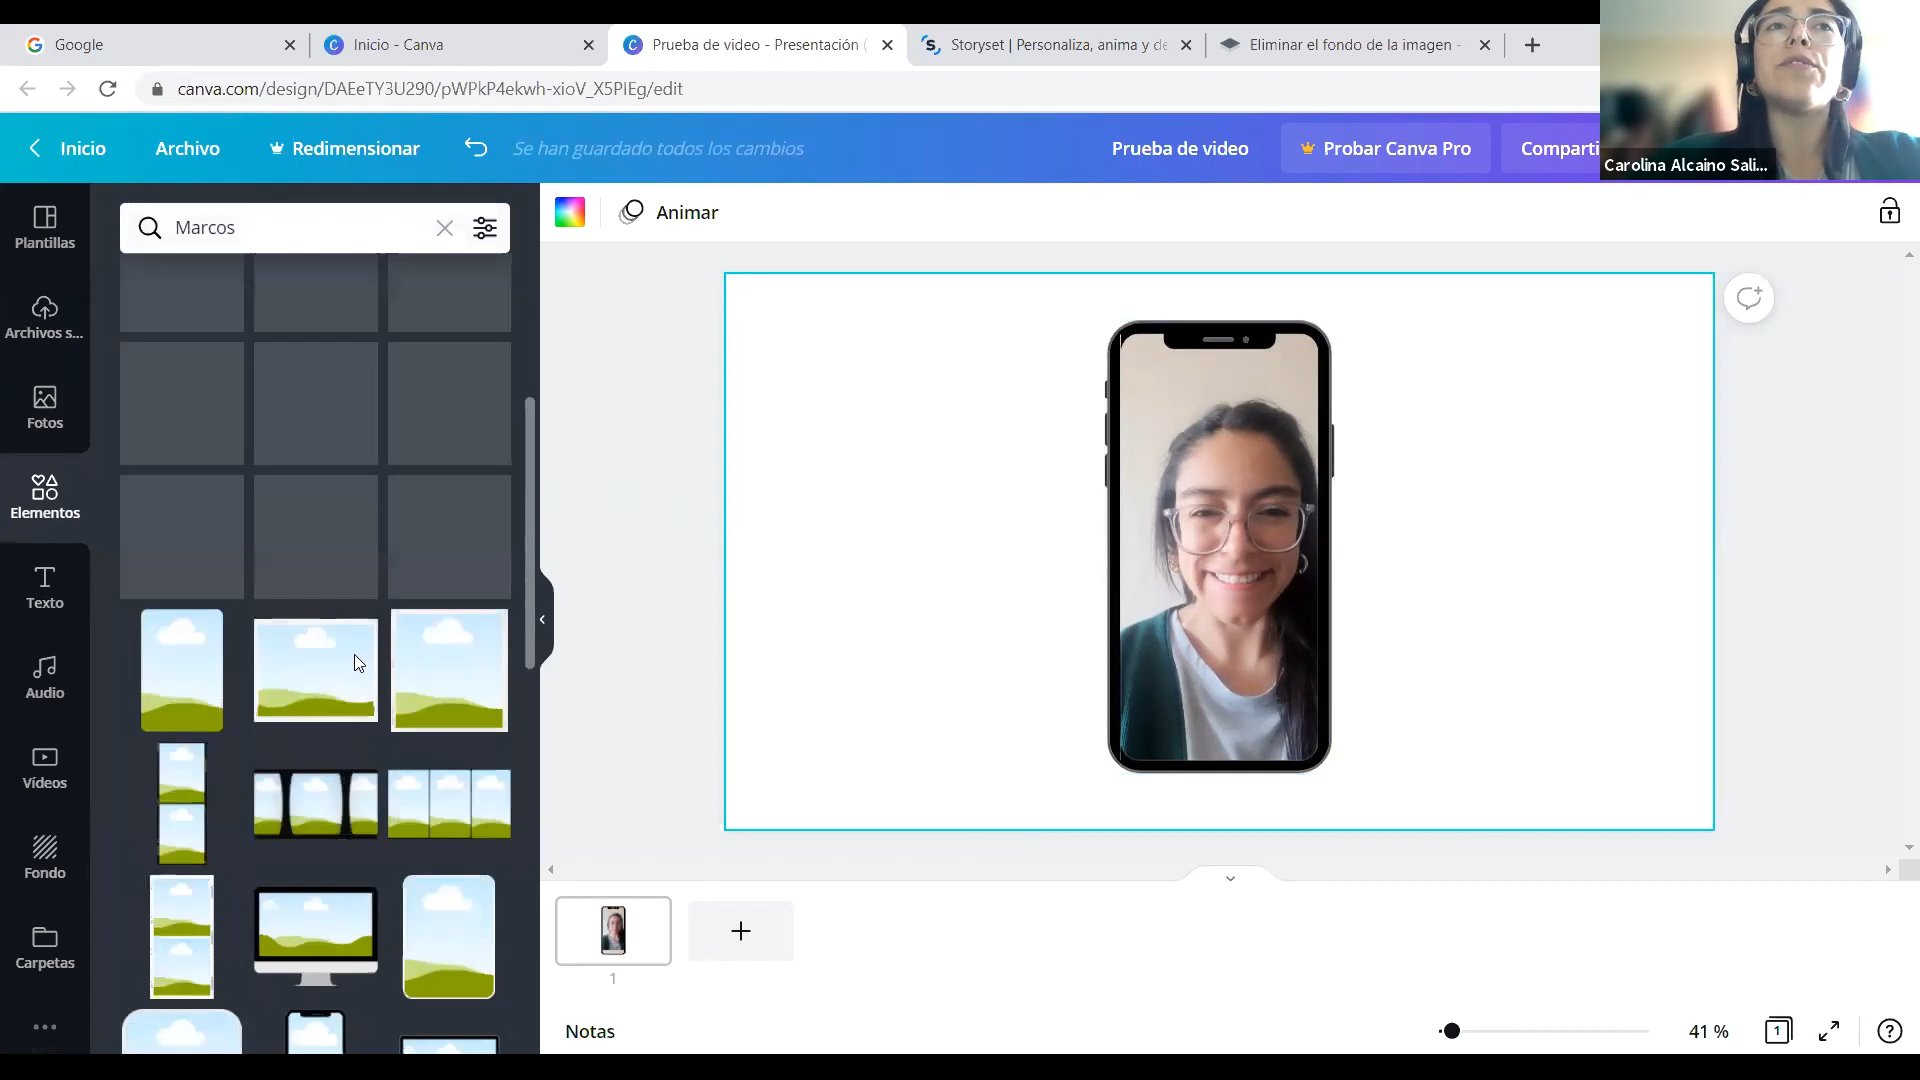 Google
Inicio - Canva
Prueba de video - Presentación (
Storyset | Personaliza, anima y de
Eliminar el fondo de la imagen -
canva.com/design/DAEeTY3U290/pWPkP4ekwh-xioV_X5PlEg/edit
Inicio
Archivo
Redimensionar
Se han guardado todos los cambios
Prueba de video
Probar Canva Pro
Comparti
Carolina Alcaino Sali...
Plantillas
Archivos s...
Fotos
Elementos
Texto
Audio
Vídeos
Fondo
Carpetas
Marcos
Animar
1
Notas
41 %
1